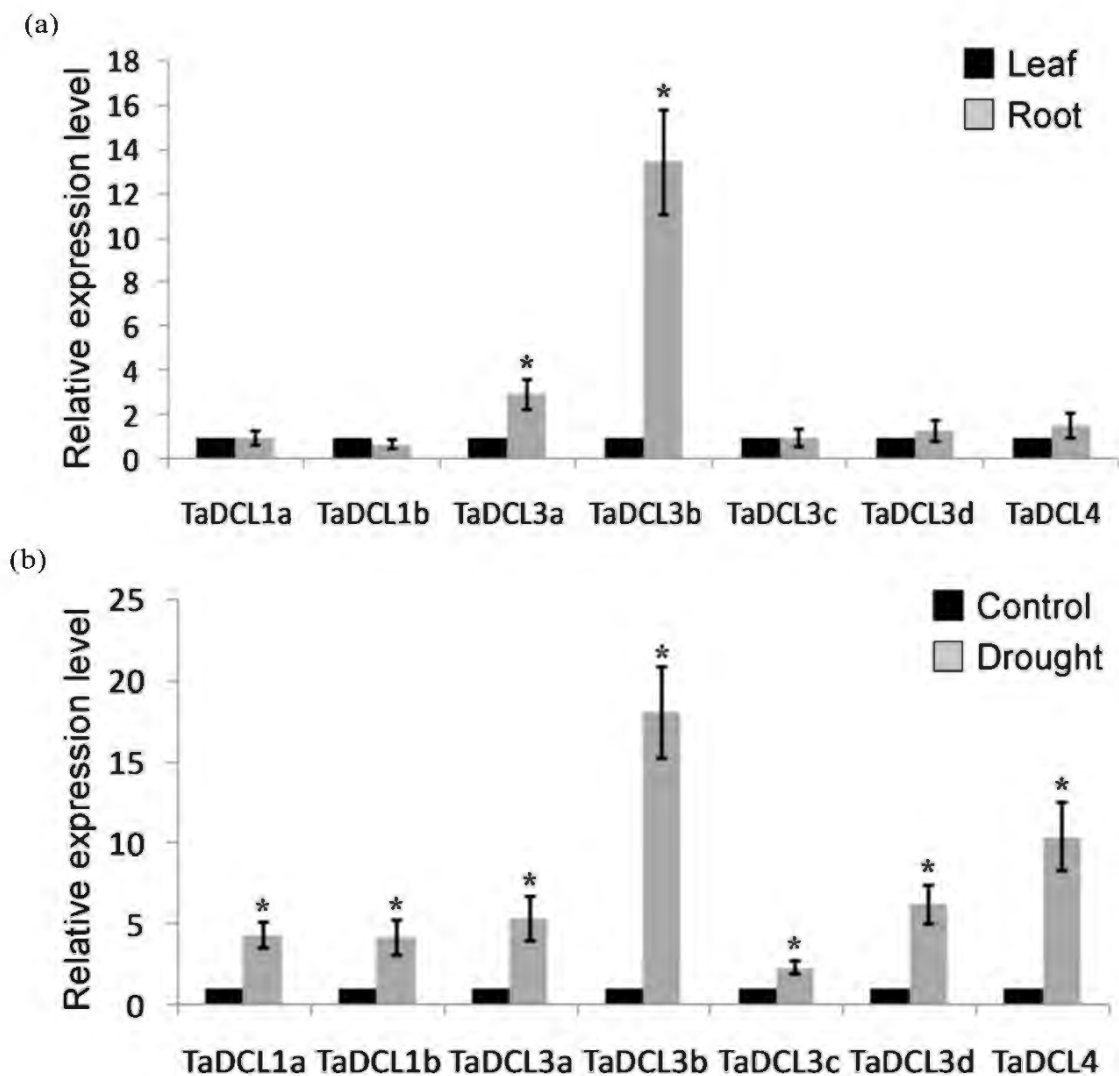 (a)
Relative expression level
18
16
14
12
10
8
6
4
2
0
*
*
Leaf
Root
TaDCL1a TaDCL1b TaDCL3a TaDCL3b TaDCL3c TaDCL3d TaDCL4
(b)
Relative expression level
25
20
15
10
5
0
*
*
*
*
*
*
*
Control
Drought
TaDCL1a TaDCL1b TaDCL3a TaDCL3b TaDCL3c TaDCL3d TaDCL4